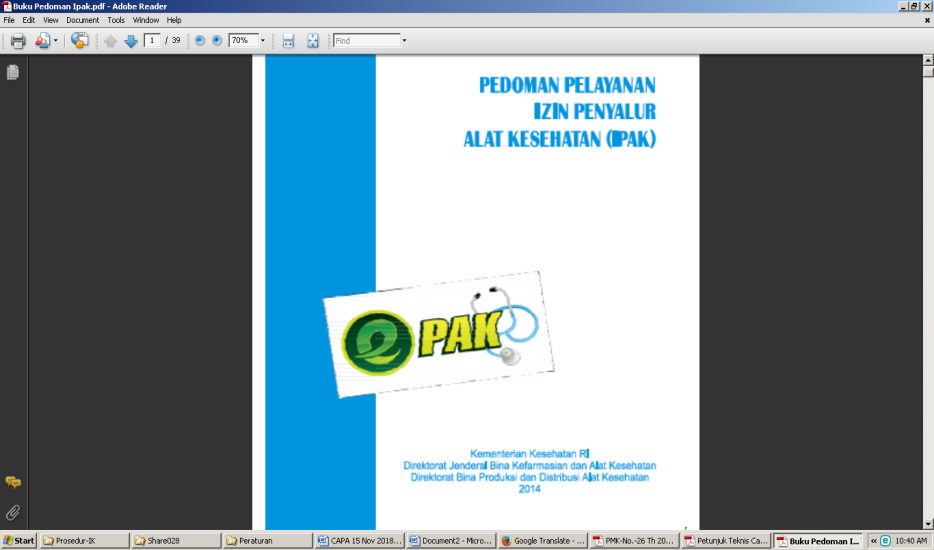 Buku Pedoman Ipak.pdf - Adobe Reader
File Edit View Document Tools Window Help
1 / 39 70% Find
PEDOMAN PELAYANAN
IZIN PENYALUR
ALAT KESEHATAN (IPAK)
e PAK
Kementerian Kesehatan RI
Direktorat Jenderal Bina Kefarmasian dan Alat Kesehatan
Direktorat Bina Produksi dan Distribusi Alat Kesehatan
2014
Start Prosedur-IK Share028 Peraturan CAPA 15 Nov 2018... Document2 - Micro... Google Translate - ... PMK-No.-26 Th 20... Petunjuk Teknis Ca... Buku Pedoman I... « 10:40 AM